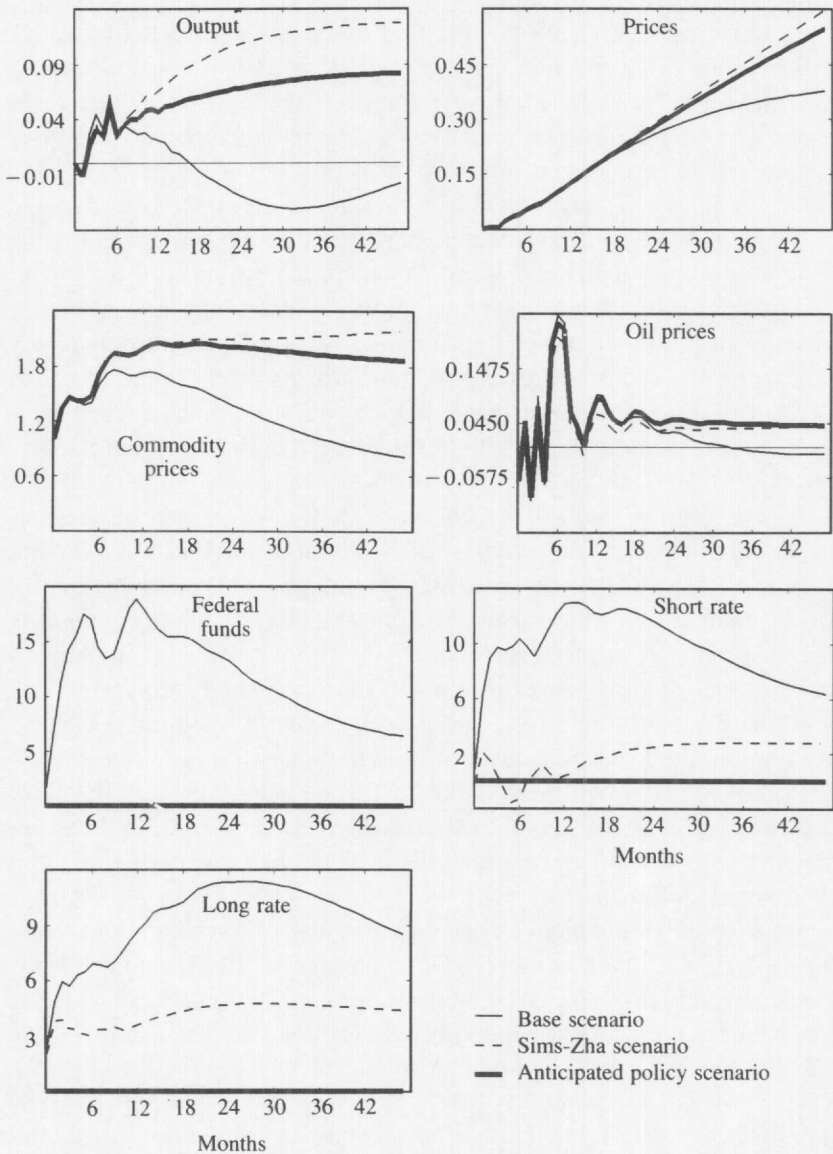 Output
0.09
0.04
−0.01
6 12 18 24 30 36 42
Prices
0.45
0.30
0.15
6 12 18 24 30 36 42
1.8
1.2
0.6
Commodity
prices
6 12 18 24 30 36 42
Oil prices
0.1475
0.0450
−0.0575
6 12 18 24 30 36 42
Federal
funds
15
10
5
6 12 18 24 30 36 42
Short rate
10
6
2
6 12 18 24 30 36 42
Months
Long rate
9
6
3
6 12 18 24 30 36 42
Months
Base scenario
Sims-Zha scenario
Anticipated policy scenario